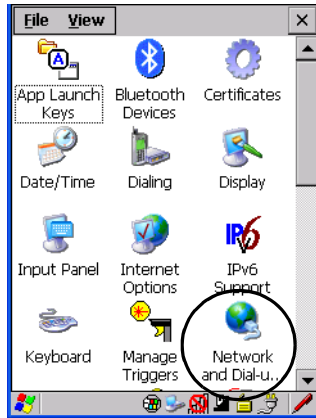 File View
App Launch Keys
Bluetooth Devices
Certificates
Date/Time
Dialing
Display
Input Panel
Internet Options
IPv6
IPv6 Support
Keyboard
Manage Triggers
Network and Dial-u..